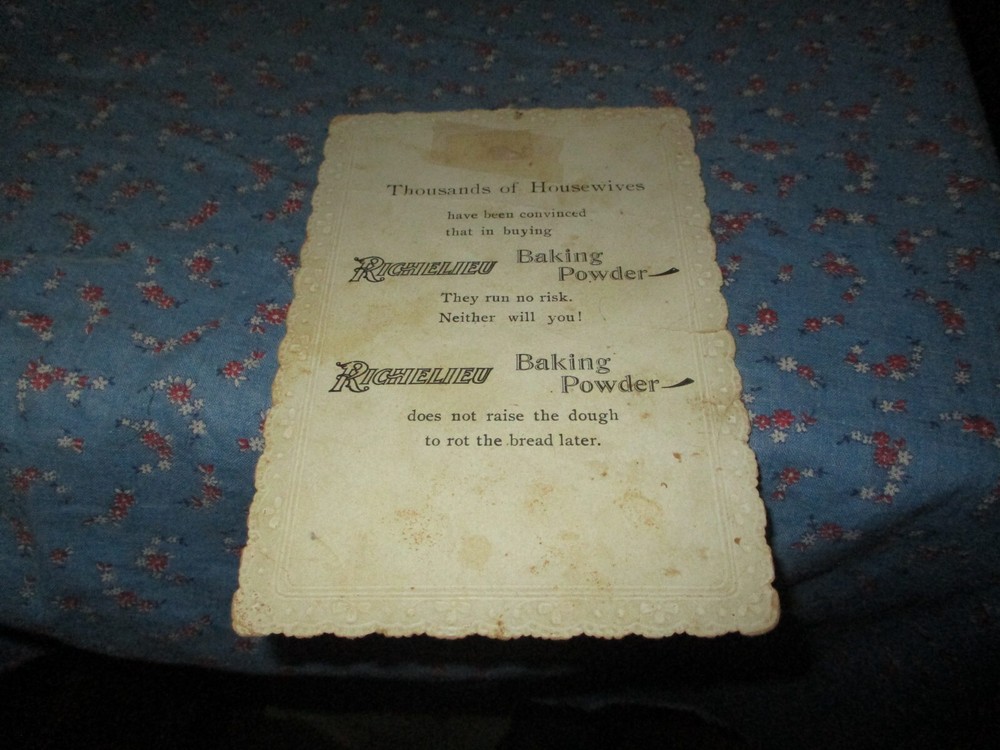 Thousands of Housewives
have been convinced
that in buying
RICHELIEU Baking Powder
They run no risk.
Neither will you!
RICHELIEU Baking Powder
does not raise the dough
to rot the bread later.